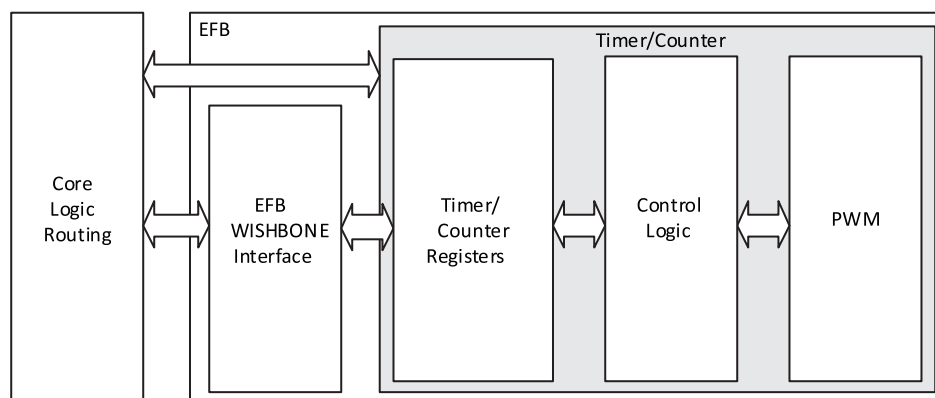 EFB
Timer/Counter
Core
Logic
Routing
EFB
WISHBONE
Interface
Timer/
Counter
Registers
Control
Logic
PWM